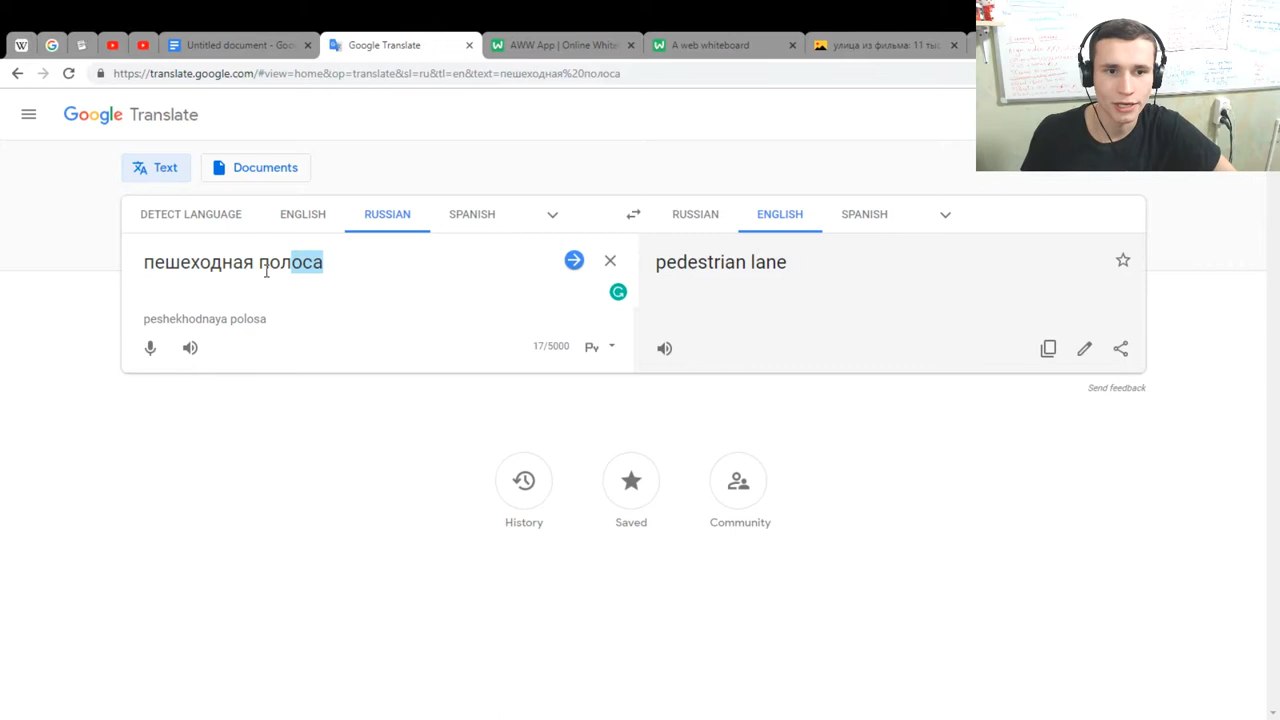 Untitled document - Goo
Google Translate
AWW App | Online White
A web whiteboard
улица из фильма: 11 тыс
https://translate.google.com/#view=home&op=translate&sl=ru&tl=en&text=пешеходная%20полоса
Google Translate
Text
Documents
DETECT LANGUAGE
ENGLISH
RUSSIAN
SPANISH
RUSSIAN
ENGLISH
SPANISH
пешеходная полоса
pedestrian lane
peshekhodnaya polosa
17/5000
Send feedback
History
Saved
Community